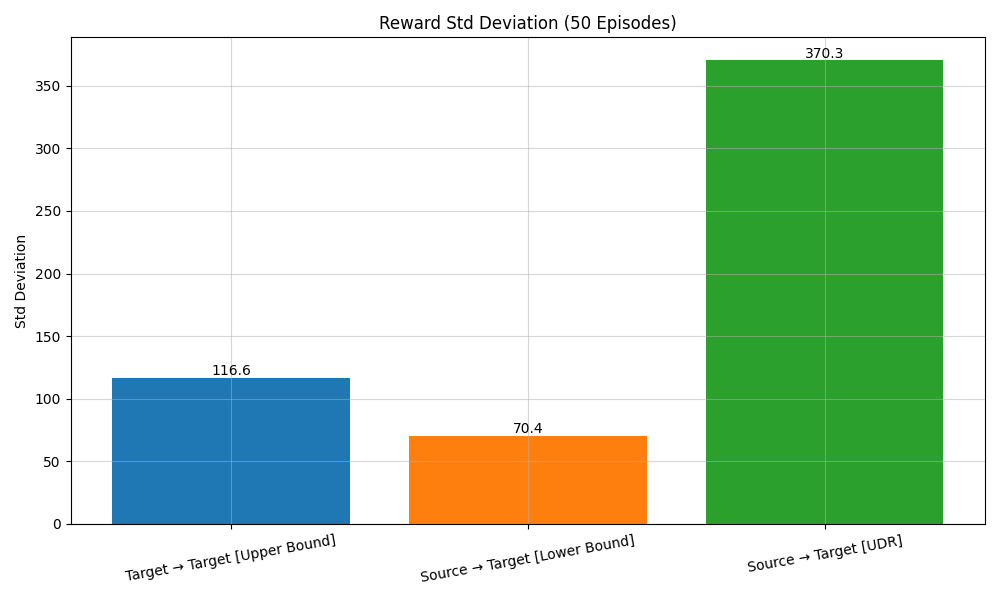 Reward Std Deviation (50 Episodes)
Std Deviation
350
300
250
200
150
100
50
0
116.6
70.4
370.3
Target → Target [Upper Bound]
Source → Target [Lower Bound]
Source → Target [UDR]